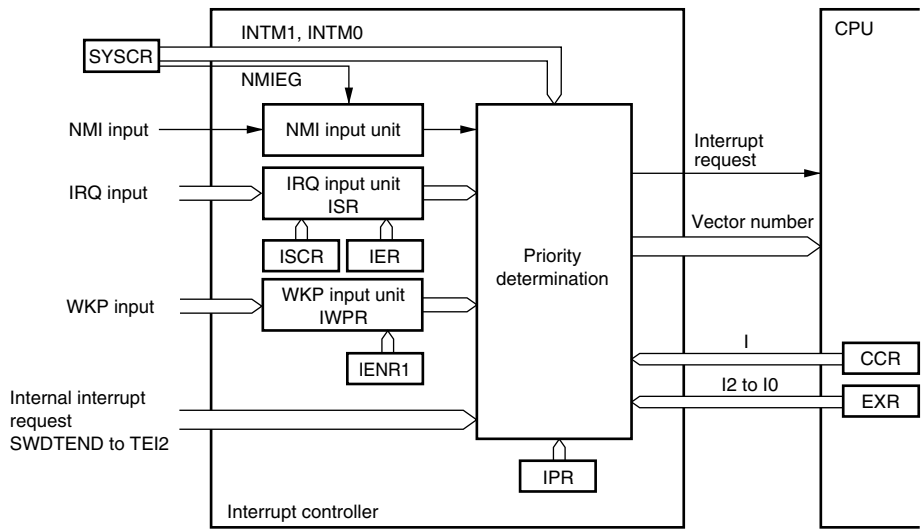 INTM1, INTM0
CPU
SYSCR
NMIEG
NMI input
NMI input unit
Interrupt
request
IRQ input
IRQ input unit
ISR
Vector number
ISCR
IER
Priority
determination
WKP input
WKP input unit
IWPR
I
CCR
IENR1
I2 to I0
EXR
Internal interrupt
request
SWDTEND to TEI2
IPR
Interrupt controller